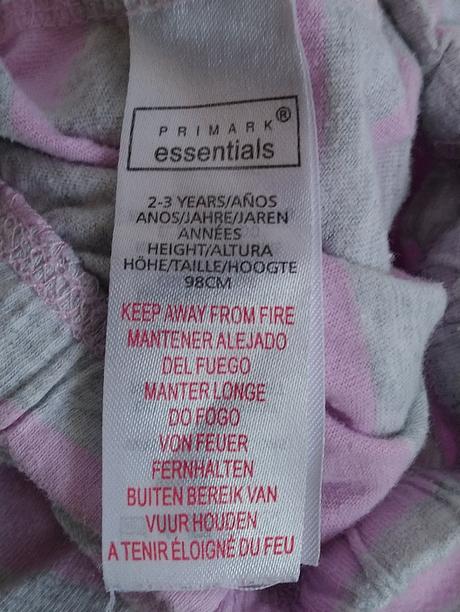 PRIMARK®
essentials
2-3 YEARS/AÑOS
ANOS/JAHRE/JAREN
ANNÉES
HEIGHT/ALTURA
HÖHE/TAILLE/HOOGTE
98CM
KEEP AWAY FROM FIRE
MANTENER ALEJADO
DEL FUEGO
MANTER LONGE
DO FOGO
VON FEUER
FERNHALTEN
BUITEN BEREIK VAN
VUUR HOUDEN
A TENIR ÉLOIGNÉ DU FEU